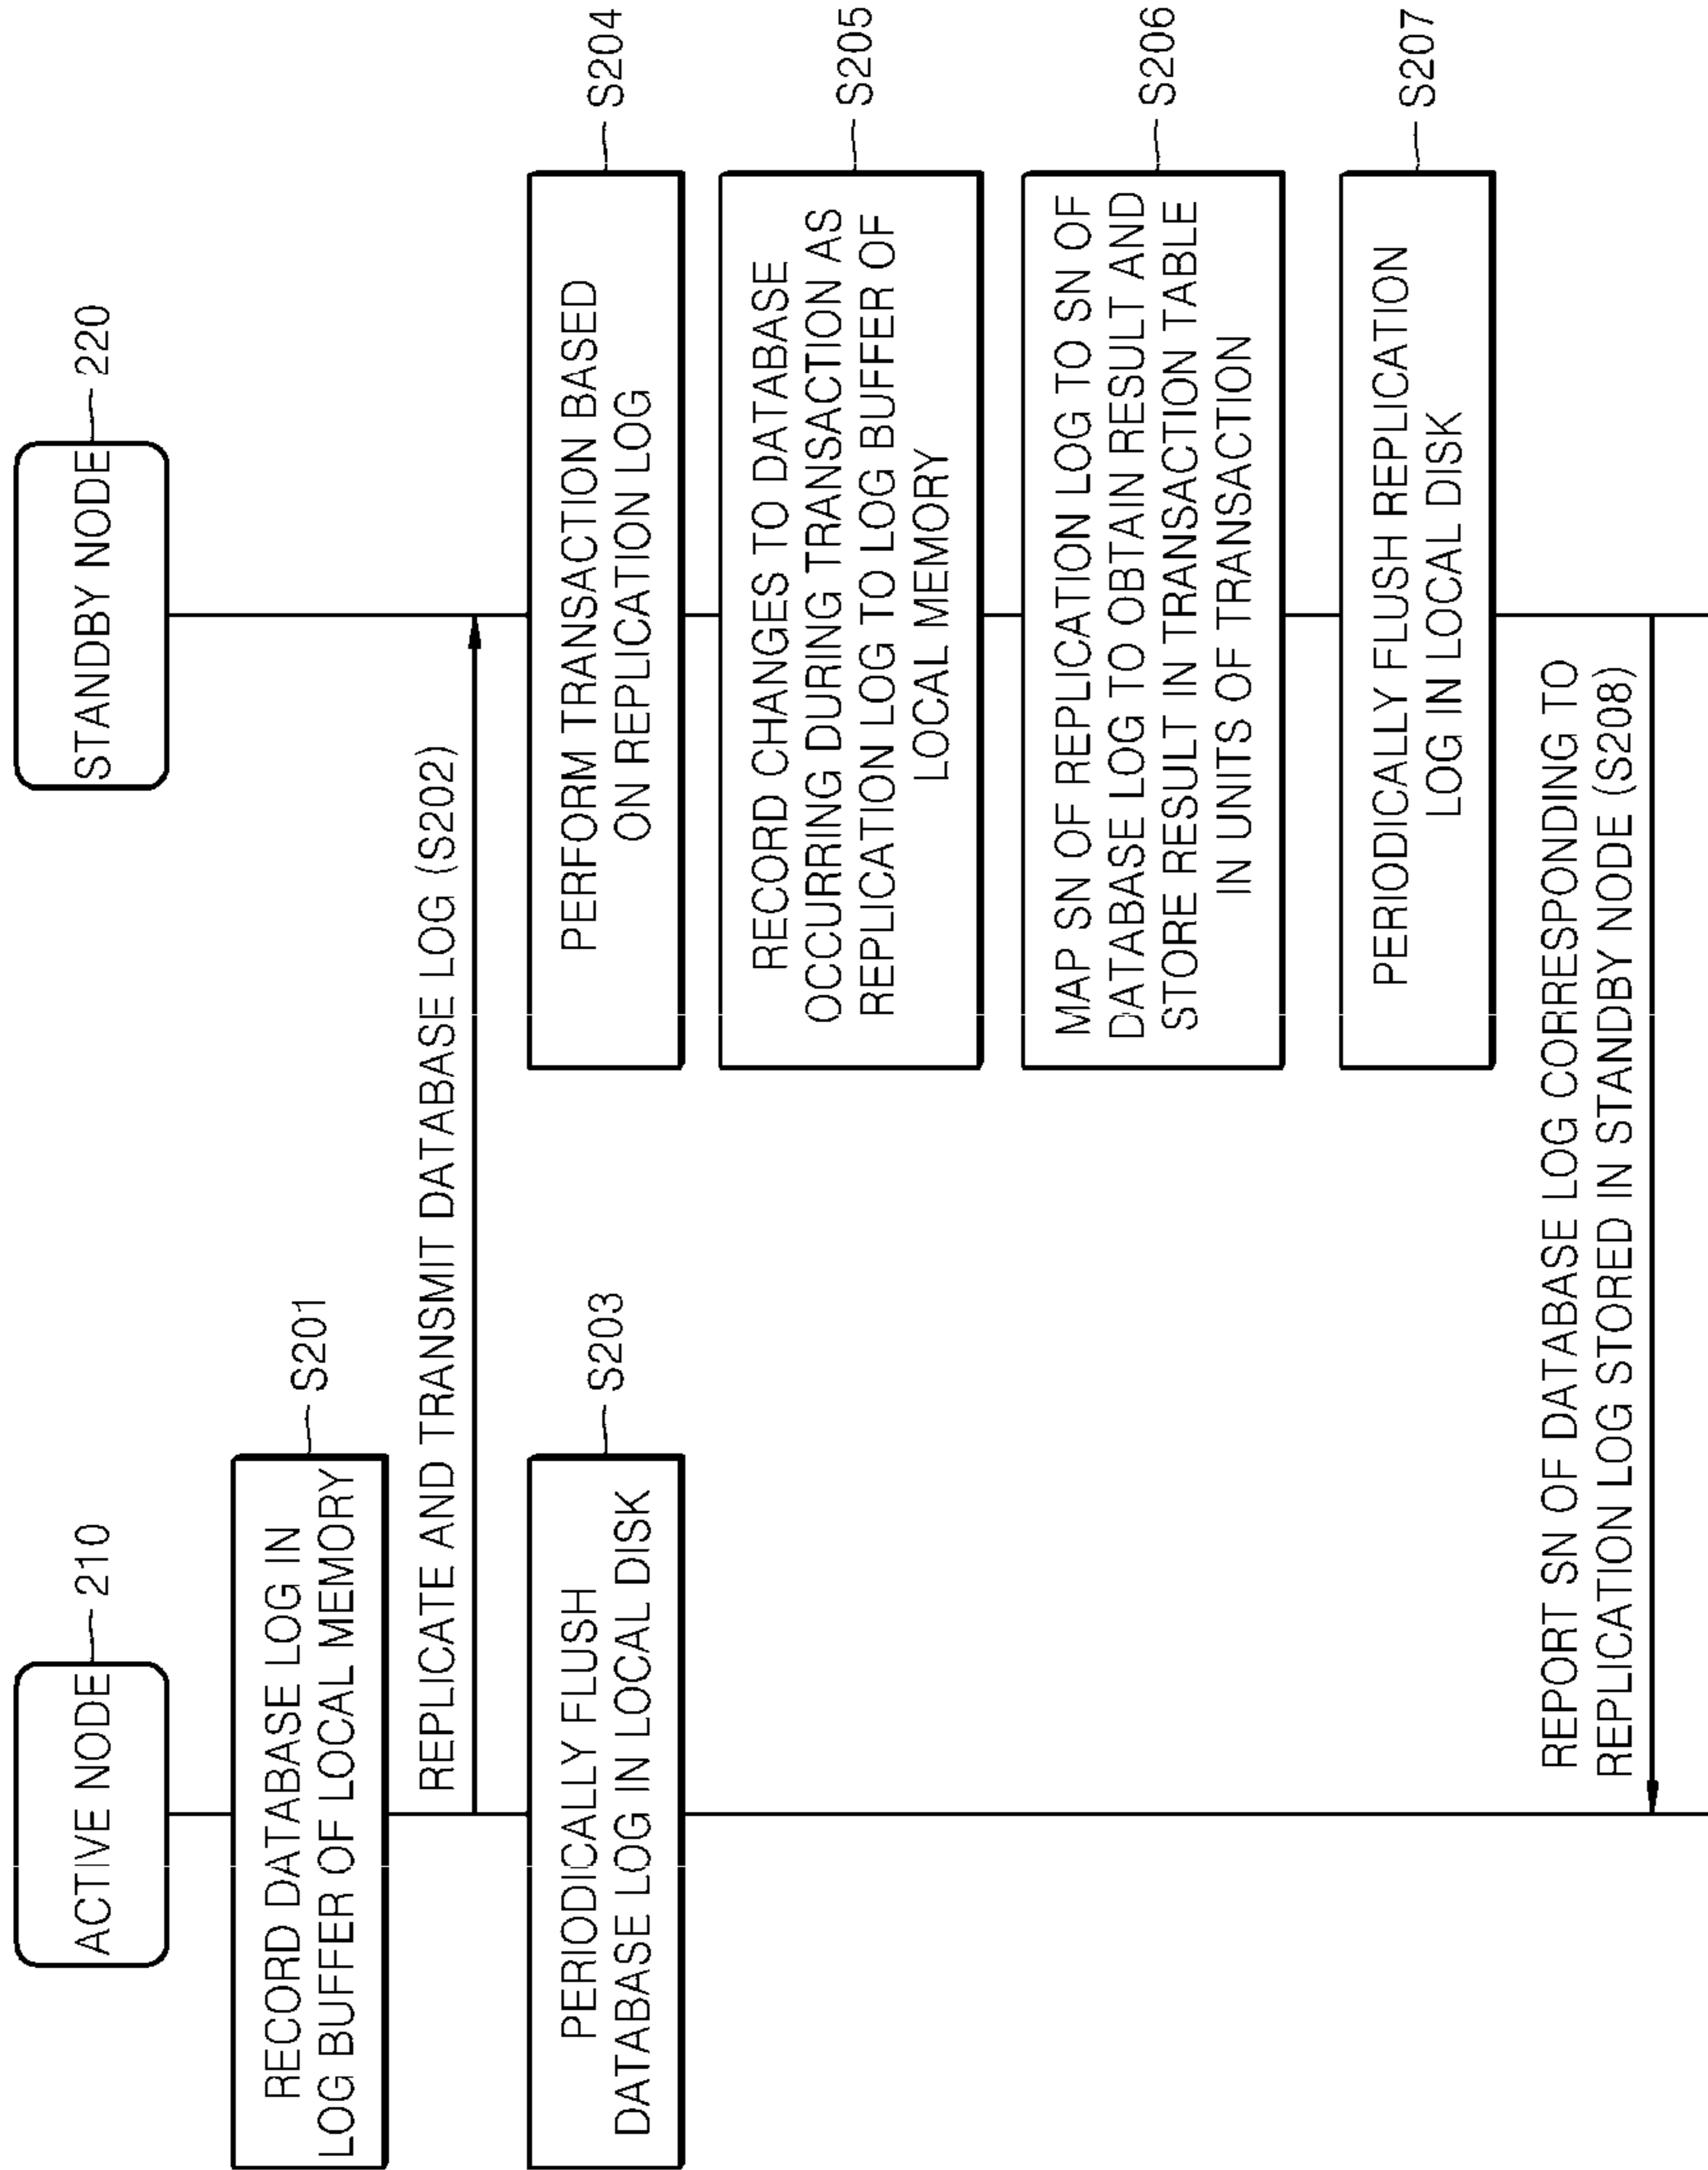 ACTIVE NODE
210
STANDBY NODE
220
RECORD DATABASE LOG IN
LOG BUFFER OF LOCAL MEMORY
S201
REPLICATE AND TRANSMIT DATABASE LOG (S202)
PERIODICALLY FLUSH
DATABASE LOG IN LOCAL DISK
S203
PERFORM TRANSACTION BASED
ON REPLICATION LOG
S204
RECORD CHANGES TO DATABASE
OCCURRING DURING TRANSACTION AS
REPLICATION LOG TO LOG BUFFER OF
LOCAL MEMORY
S205
MAP SN OF REPLICATION LOG TO SN OF
DATABASE LOG TO OBTAIN RESULT AND
STORE RESULT IN TRANSACTION TABLE
IN UNITS OF TRANSACTION
S206
PERIODICALLY FLUSH REPLICATION
LOG IN LOCAL DISK
S207
REPORT SN OF DATABASE LOG CORRESPONDING TO
REPLICATION LOG STORED IN STANDBY NODE (S208)